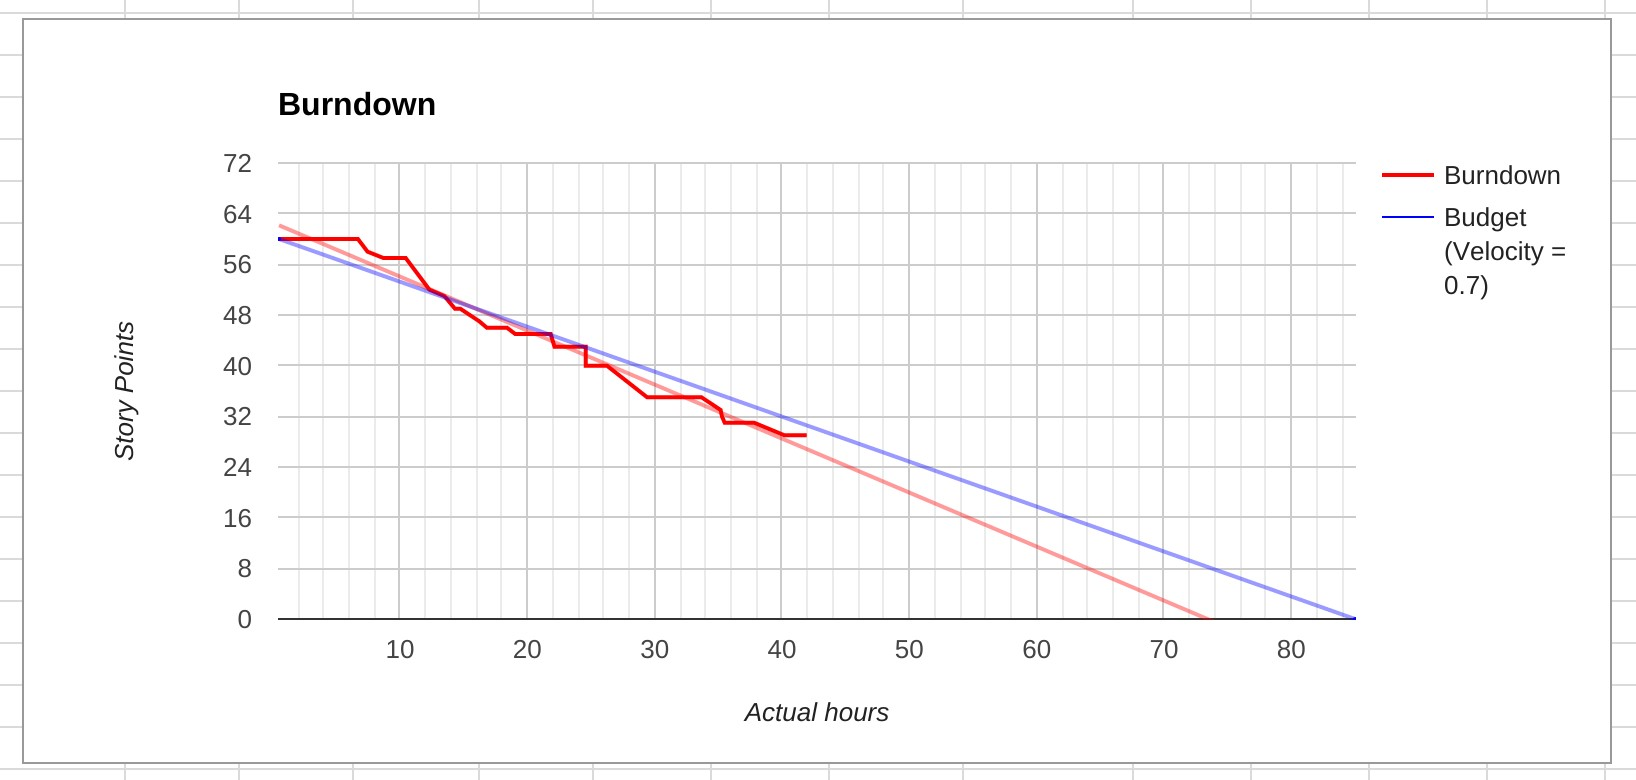 Burndown
72
64
56
48
40
32
24
16
8
0
Story Points
10 20 30 40 50 60 70 80
Actual hours
Burndown
Budget
(Velocity =
0.7)